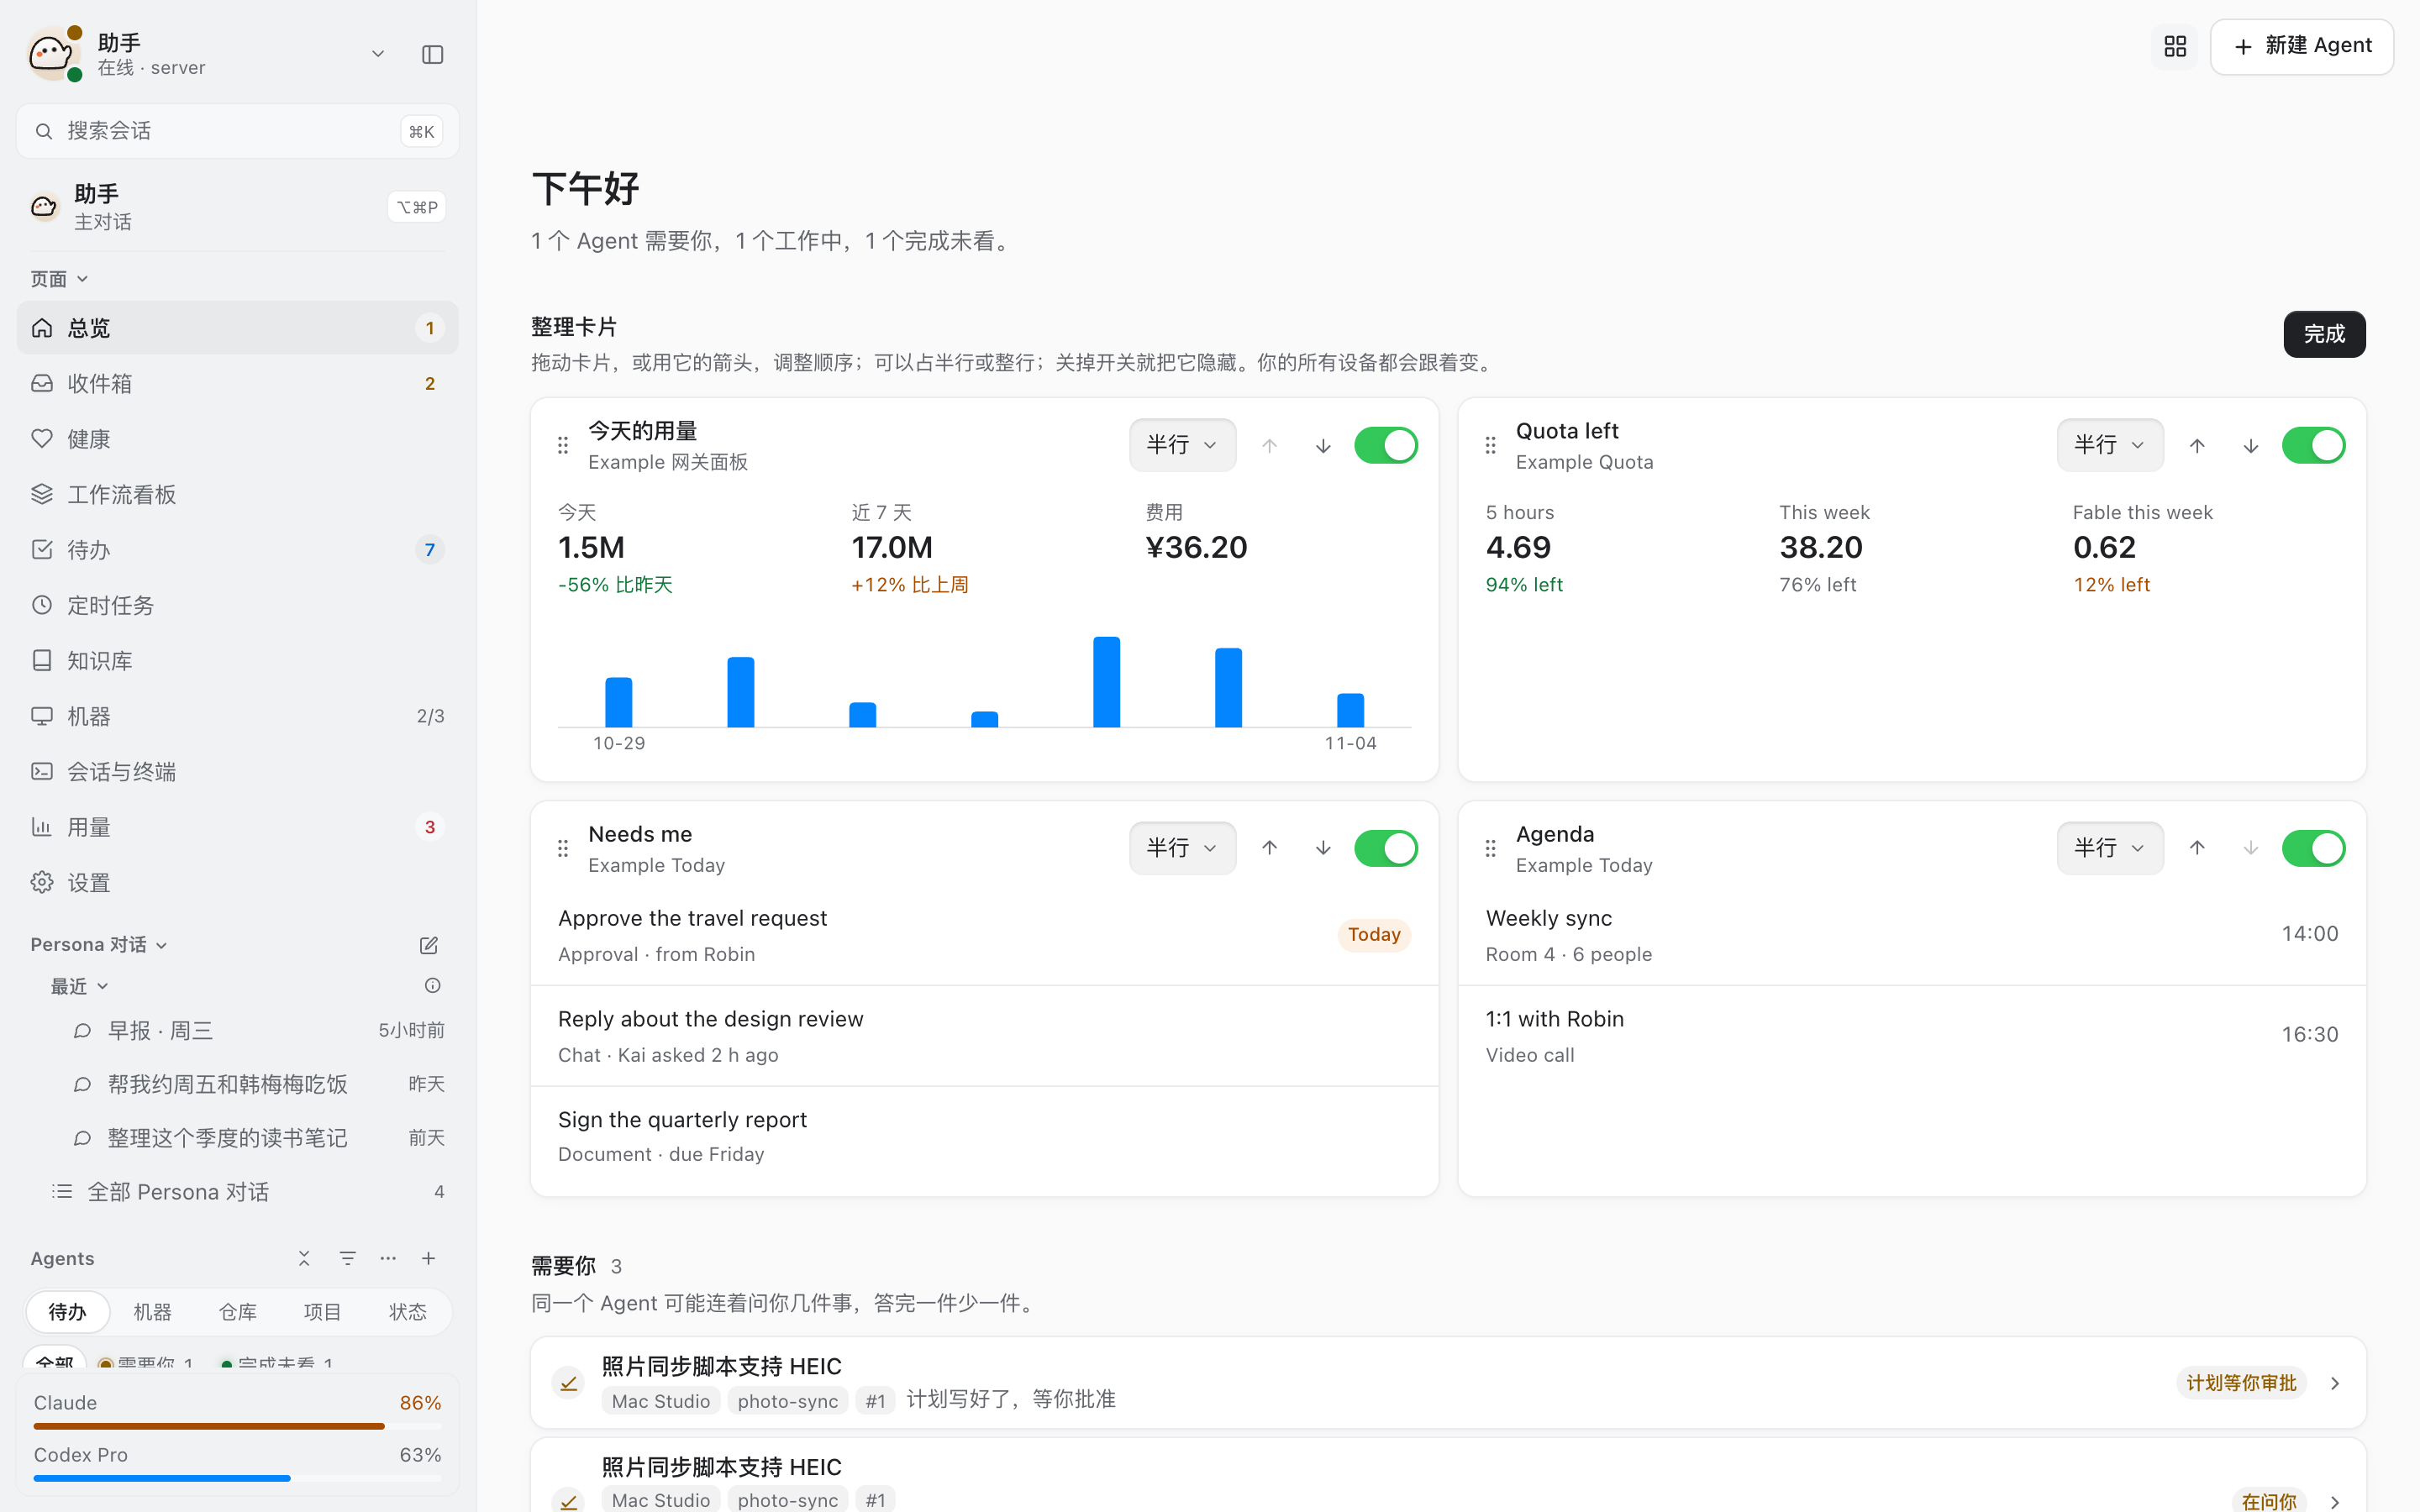 助手
在线 · server
搜索会话
⌘K
助手
主对话
⌥⌘P
页面
总览
1
收件箱
2
健康
工作流看板
待办
7
定时任务
知识库
机器
2/3
会话与终端
用量
3
设置
Persona 对话
最近
早报 · 周三
5小时前
帮我约周五和韩梅梅吃饭
昨天
整理这个季度的读书笔记
前天
全部 Persona 对话
4
Agents
待办
机器
仓库
项目
状态
全部
需要你 1
完成未看 1
Claude
86%
Codex Pro
63%
新建 Agent
下午好
1 个 Agent 需要你，1 个工作中，1 个完成未看。
整理卡片
拖动卡片，或用它的箭头，调整顺序；可以占半行或整行；关掉开关就把它隐藏。你的所有设备都会跟着变。
完成
今天的用量
Example 网关面板
半行
今天
1.5M
-56% 比昨天
近 7 天
17.0M
+12% 比上周
费用
¥36.20
10-29
11-04
Quota left
Example Quota
半行
5 hours
4.69
94% left
This week
38.20
76% left
Fable this week
0.62
12% left
Needs me
Example Today
半行
Approve the travel request
Approval · from Robin
Today
Reply about the design review
Chat · Kai asked 2 h ago
Sign the quarterly report
Document · due Friday
Agenda
Example Today
半行
Weekly sync
Room 4 · 6 people
14:00
1:1 with Robin
Video call
16:30
需要你 3
同一个 Agent 可能连着问你几件事，答完一件少一件。
照片同步脚本支持 HEIC
Mac Studio photo-sync #1 计划写好了，等你批准
计划等你审批
照片同步脚本支持 HEIC
Mac Studio photo-sync #1
在问你